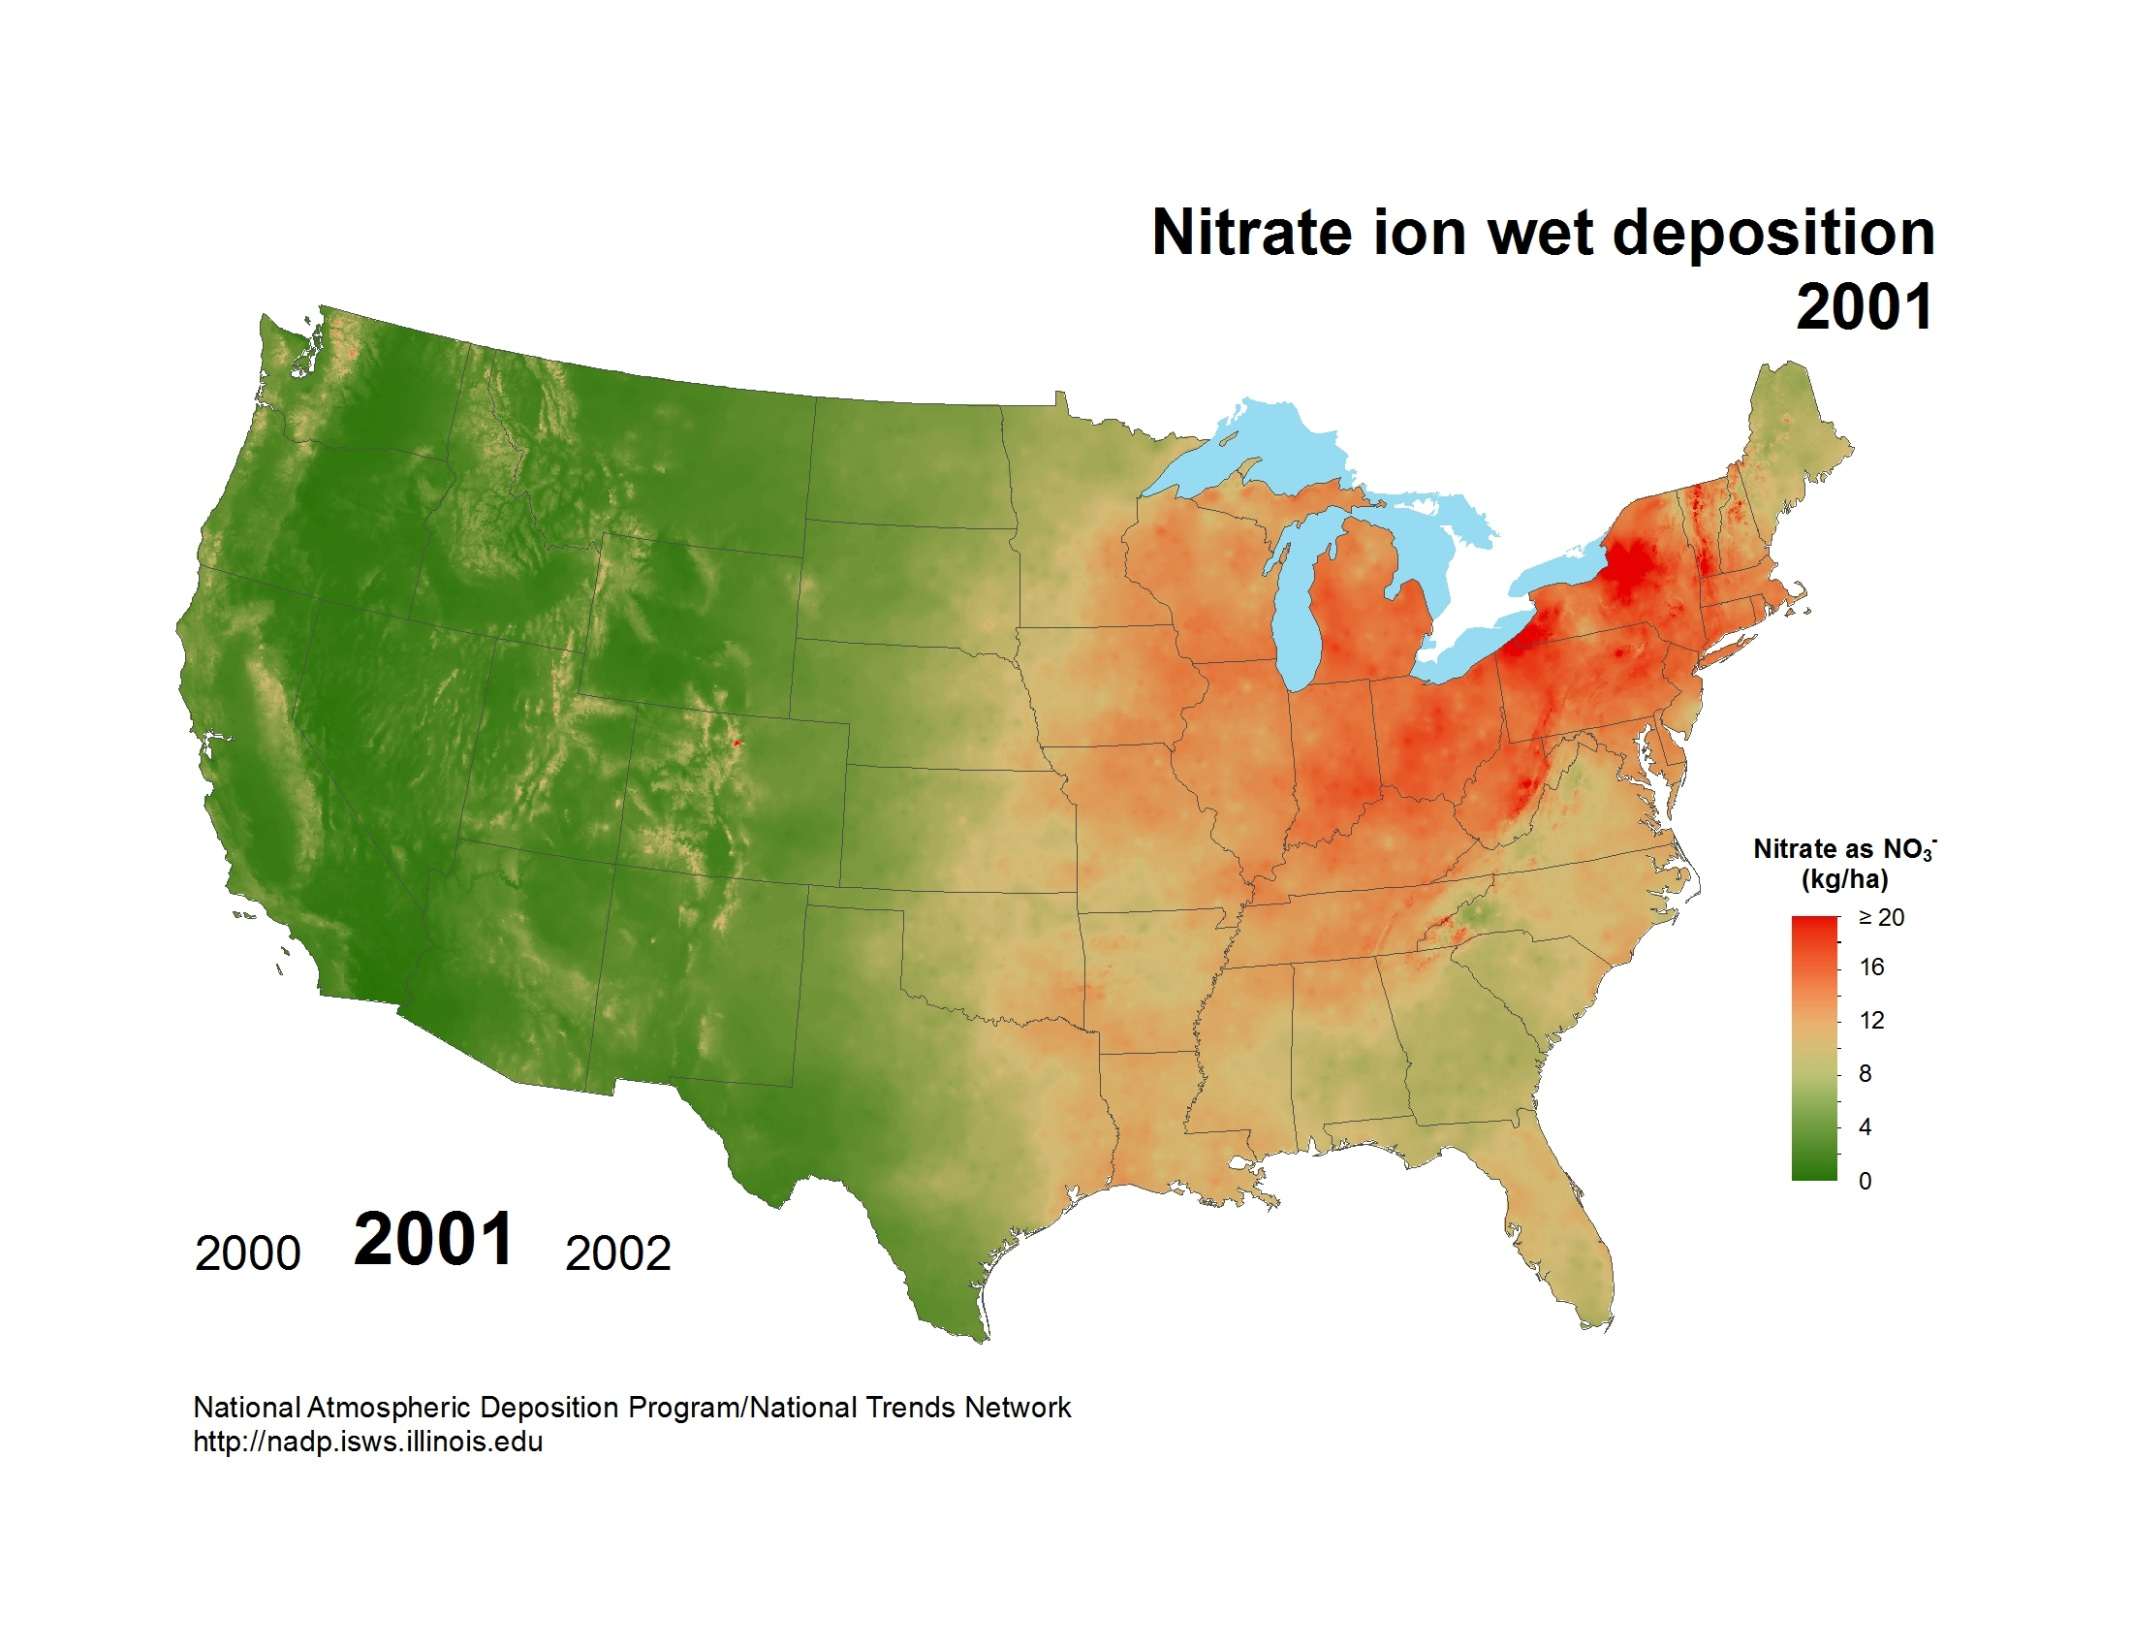 Nitrate ion wet deposition
2001
Nitrate as NO₃⁻
(kg/ha)
≥ 20
16
12
8
4
0
2000 2001 2002
National Atmospheric Deposition Program/National Trends Network
http://nadp.isws.illinois.edu